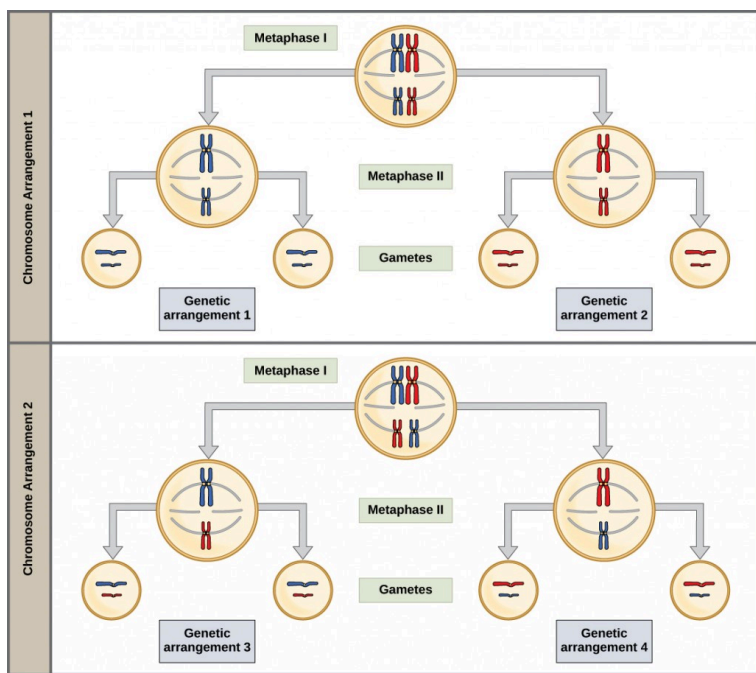 Chromosome Arrangement 1
Metaphase I
Metaphase II
Gametes
Genetic
arrangement 1
Genetic
arrangement 2
Chromosome Arrangement 2
Metaphase I
Metaphase II
Gametes
Genetic
arrangement 3
Genetic
arrangement 4